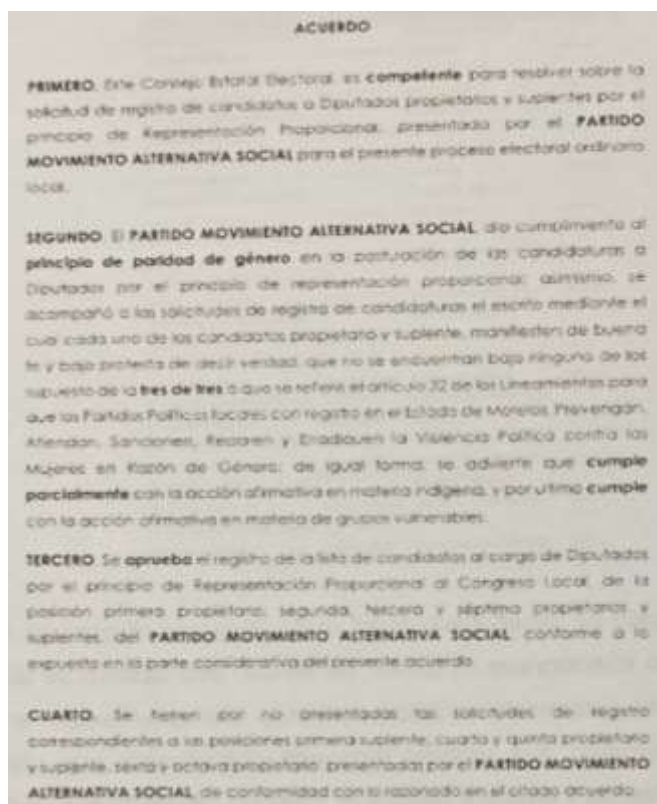 ACUERDO
PRIMERO. Este Consejo Estatal Electoral, es competente para resolver sobre la
solicitud de registro de candidatos a Diputados propietarios y suplentes por el
principio de Representación Proporcional, presentada por el PARTIDO
MOVIMIENTO ALTERNATIVA SOCIAL para el presente proceso electoral ordinario
local.
SEGUNDO. El PARTIDO MOVIMIENTO ALTERNATIVA SOCIAL, dio cumplimiento al
principio de paridad de género en la postulación de las candidaturas a
Diputados por el principio de representación proporcional; asimismo, se
acompañó a las solicitudes de registro de candidaturas el escrito mediante el
cual cada uno de los candidatos propietario y suplente, manifiesten de buena
fe y bajo protesta de decir verdad, que no se encuentran bajo ninguno de los
supuesto de la tres de tres a que se refiere el artículo 32 de los Lineamientos para
que los Partidos Políticos locales con registro en el Estado de Morelos, Prevengan,
Atiendan, Sancionen, Reparen y Erradiquen la Violencia Política contra las
Mujeres en Razón de Género; de igual forma, se advierte que cumple
parcialmente con la acción afirmativa en materia indígena, y por ultimo cumple
con la acción afirmativa en materia de grupos vulnerables.
TERCERO. Se aprueba el registro de la lista de candidatos al cargo de Diputados
por el principio de Representación Proporcional al Congreso Local, de la
posición primera propietario, segunda, tercera y séptima propietarios y
suplentes, del PARTIDO MOVIMIENTO ALTERNATIVA SOCIAL, conforme a lo
expuesto en la parte considerativa del presente acuerdo.
CUARTO. Se tienen por no presentadas las solicitudes de registro
correspondientes a las posiciones primera suplente, cuarta y quinta propietario
y suplente, sexta y octava propietario, presentadas por el PARTIDO MOVIMIENTO
ALTERNATIVA SOCIAL, de conformidad con lo razonado en el citado acuerdo.